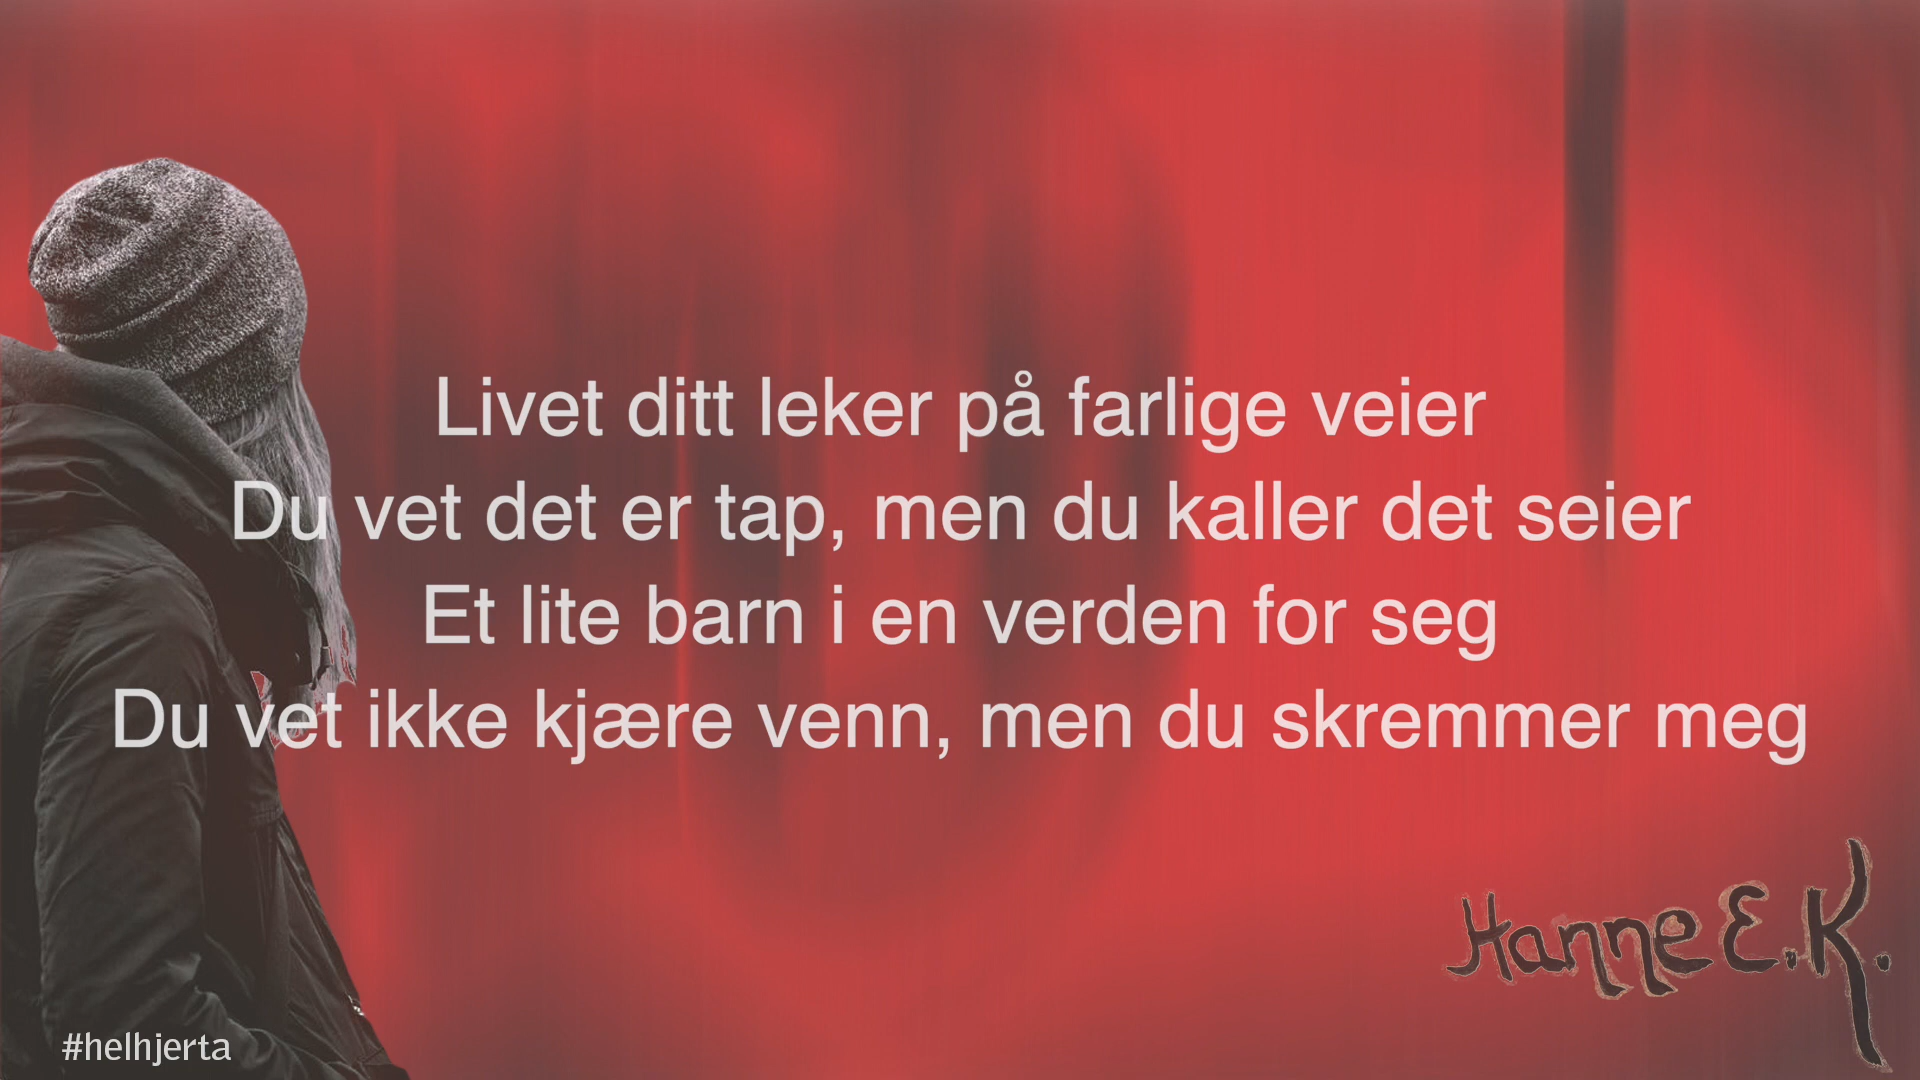 Livet ditt leker på farlige veier
Du vet det er tap, men du kaller det seier
Et lite barn i en verden for seg
Du vet ikke kjære venn, men du skremmer meg
Hanne E.K.
#helhjerta